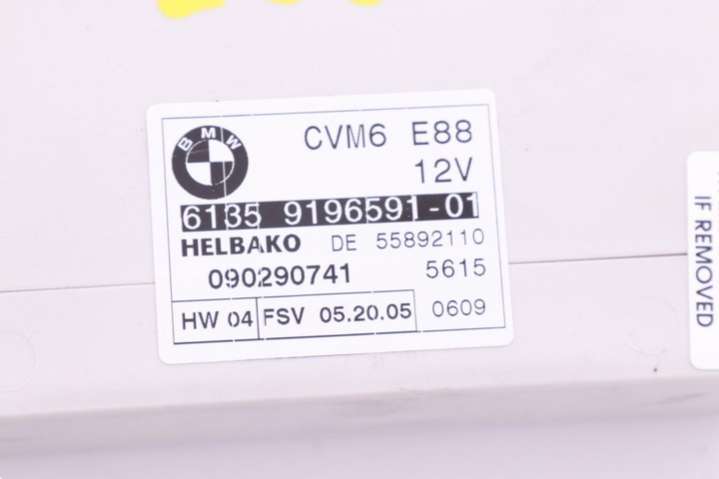 BMW
CVM6 E88
12V
6135 9196591-01
HELBAKO DE 55892110
090290741 5615
HW 04 FSV 05.20.05 0609
IF REMOVED